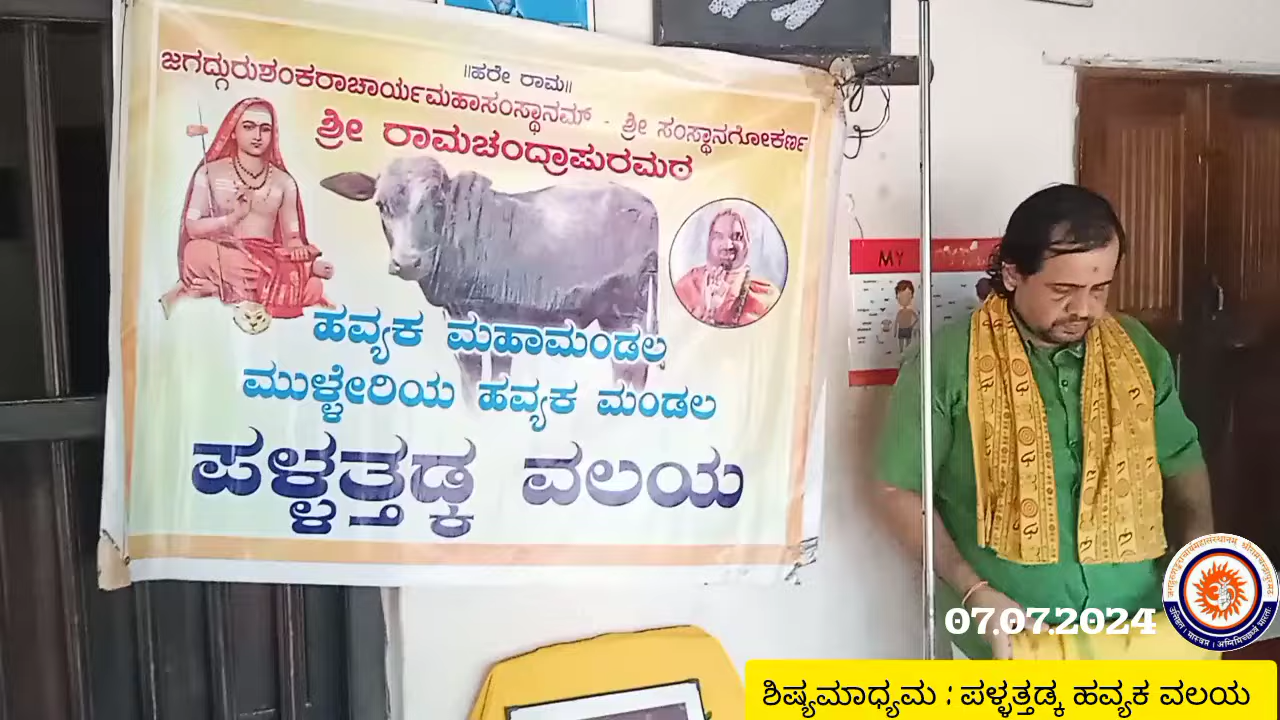 ॥ಹರೇ ರಾಮ॥
ಜಗದ್ಗುರುಶಂಕರಾಚಾರ್ಯಮಹಾಸಂಸ್ಥಾನಮ್ - ಶ್ರೀ ಸಂಸ್ಥಾನಗೋಕರ್ಣ
ಶ್ರೀ ರಾಮಚಂದ್ರಾಪುರಮಠ
ಹವ್ಯಕ ಮಹಾಮಂಡಲ
ಮುಳ್ಳೇರಿಯ ಹವ್ಯಕ ಮಂಡಲ
ಪಳ್ಳತ್ತಡ್ಕ ವಲಯ
MY
07.07.2024
ಶಿಷ್ಯಮಾಧ್ಯಮ : ಪಳ್ಳತ್ತಡ್ಕ ಹವ್ಯಕ ವಲಯ